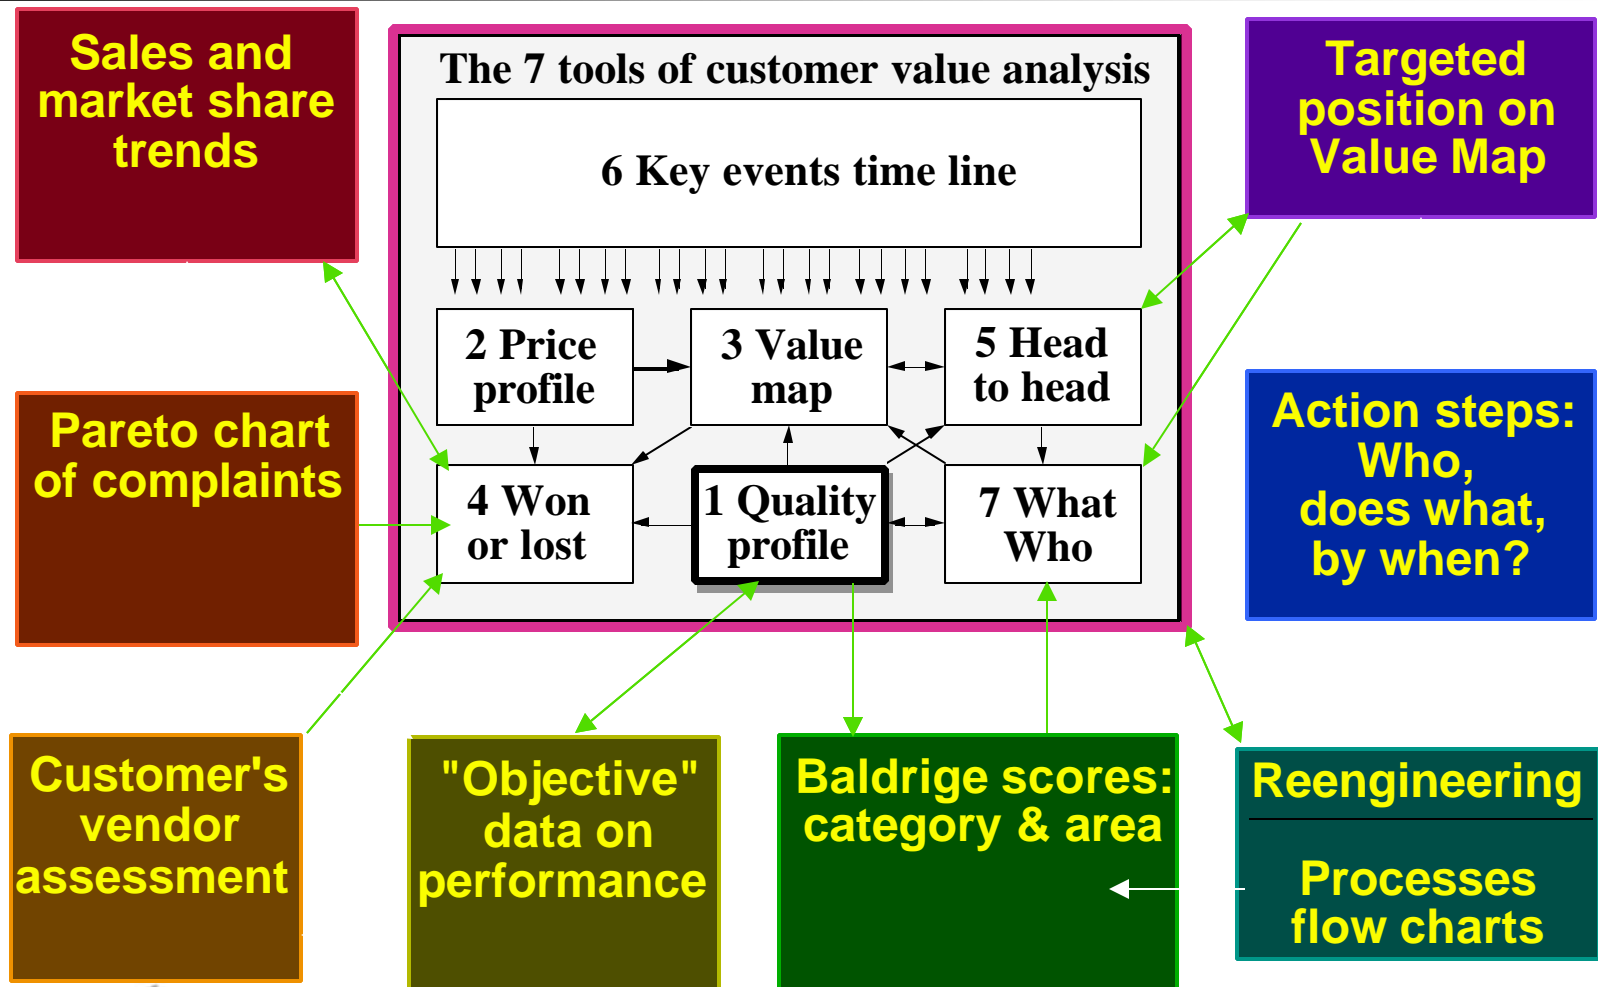 Sales and
market share
trends
The 7 tools of customer value analysis
6 Key events time line
Targeted
position on
Value Map
2 Price
profile
3 Value
map
5 Head
to head
4 Won
or lost
1 Quality
profile
7 What
Who
Pareto chart
of complaints
Action steps:
Who,
does what,
by when?
Customer's
vendor
assessment
"Objective"
data on
performance
Baldrige scores:
category & area
Reengineering
Processes
flow charts